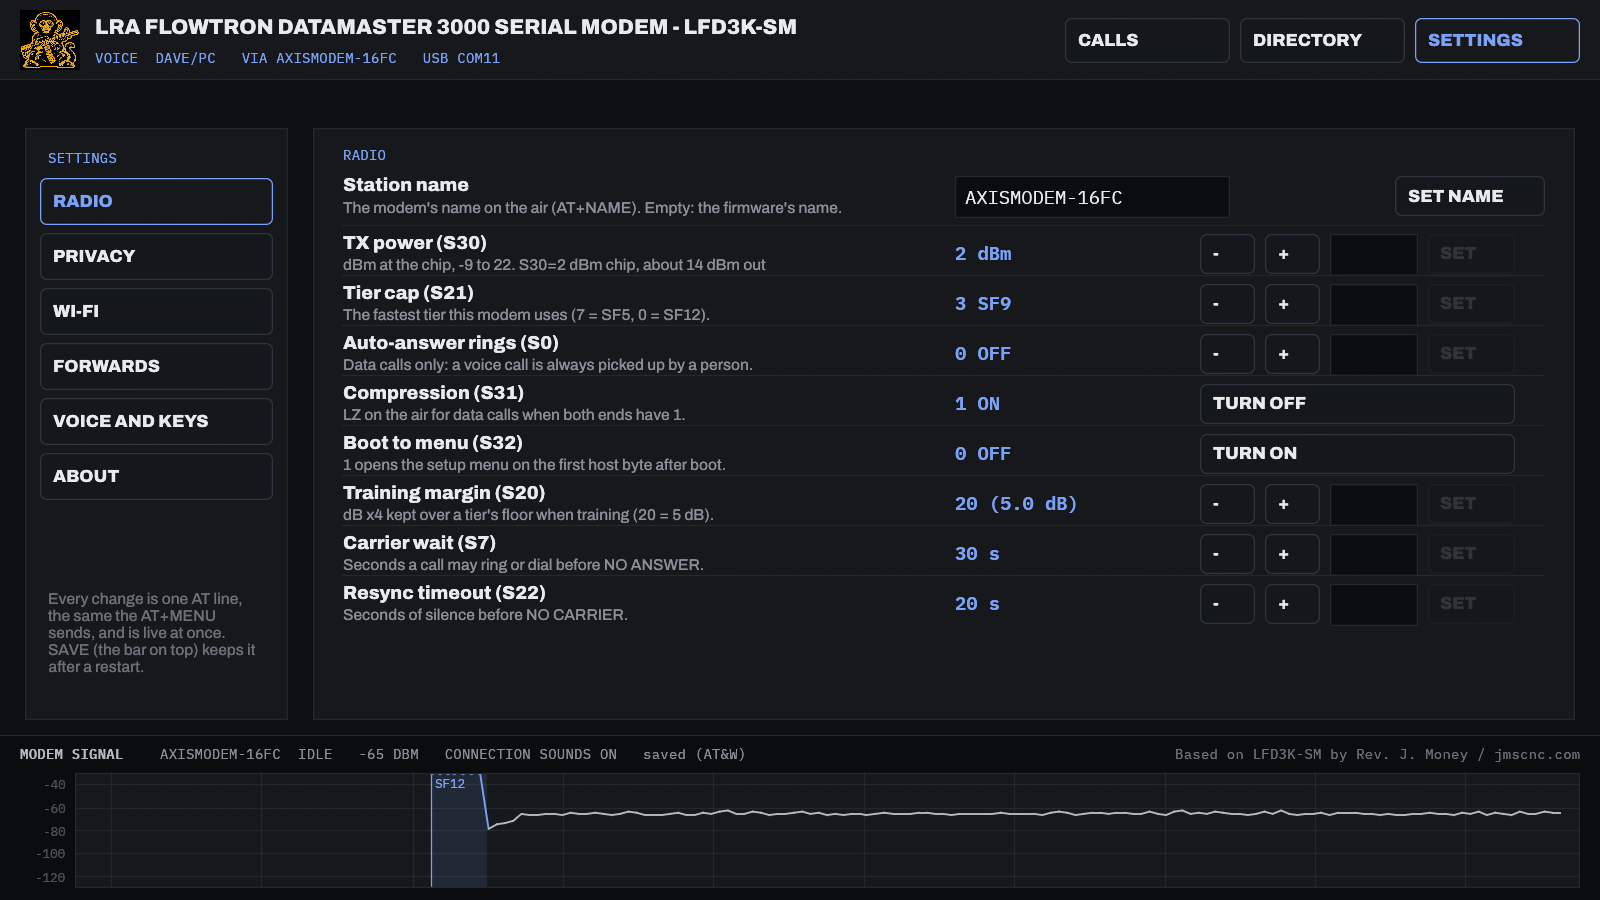 LRA FLOWTRON DATAMASTER 3000 SERIAL MODEM - LFD3K-SM
VOICE DAVE/PC VIA AXISMODEM-16FC USB COM11
CALLS
DIRECTORY
SETTINGS
SETTINGS
RADIO
PRIVACY
WI-FI
FORWARDS
VOICE AND KEYS
ABOUT
Every change is one AT line,
the same the AT+MENU
sends, and is live at once.
SAVE (the bar on top) keeps it
after a restart.
RADIO
Station name
The modem's name on the air (AT+NAME). Empty: the firmware's name.
AXISMODEM-16FC
SET NAME
TX power (S30)
dBm at the chip, -9 to 22. S30=2 dBm chip, about 14 dBm out
2 dBm
- + SET
Tier cap (S21)
The fastest tier this modem uses (7 = SF5, 0 = SF12).
3 SF9
- + SET
Auto-answer rings (S0)
Data calls only: a voice call is always picked up by a person.
0 OFF
- + SET
Compression (S31)
LZ on the air for data calls when both ends have 1.
1 ON
TURN OFF
Boot to menu (S32)
1 opens the setup menu on the first host byte after boot.
0 OFF
TURN ON
Training margin (S20)
dB x4 kept over a tier's floor when training (20 = 5 dB).
20 (5.0 dB)
- + SET
Carrier wait (S7)
Seconds a call may ring or dial before NO ANSWER.
30 s
- + SET
Resync timeout (S22)
Seconds of silence before NO CARRIER.
20 s
- + SET
MODEM SIGNAL AXISMODEM-16FC IDLE -65 DBM CONNECTION SOUNDS ON saved (AT&W)
Based on LFD3K-SM by Rev. J. Money / jmscnc.com
SF12
-40
-60
-80
-100
-120